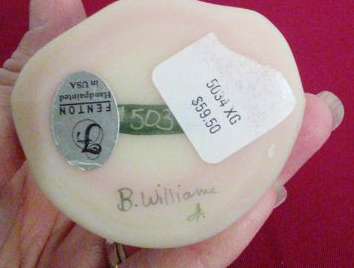 FENTON
Handpainted
in USA
503
5034 XG
$59.50
B. Williams